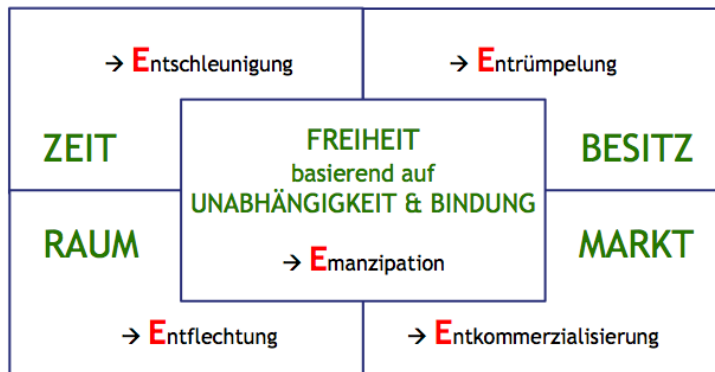 → Entschleunigung
→ Entrümpelung
ZEIT
FREIHEIT
basierend auf
UNABHÄNGIGKEIT & BINDUNG
BESITZ
RAUM
→ Emanzipation
MARKT
→ Entflechtung
→ Entkommerzialisierung